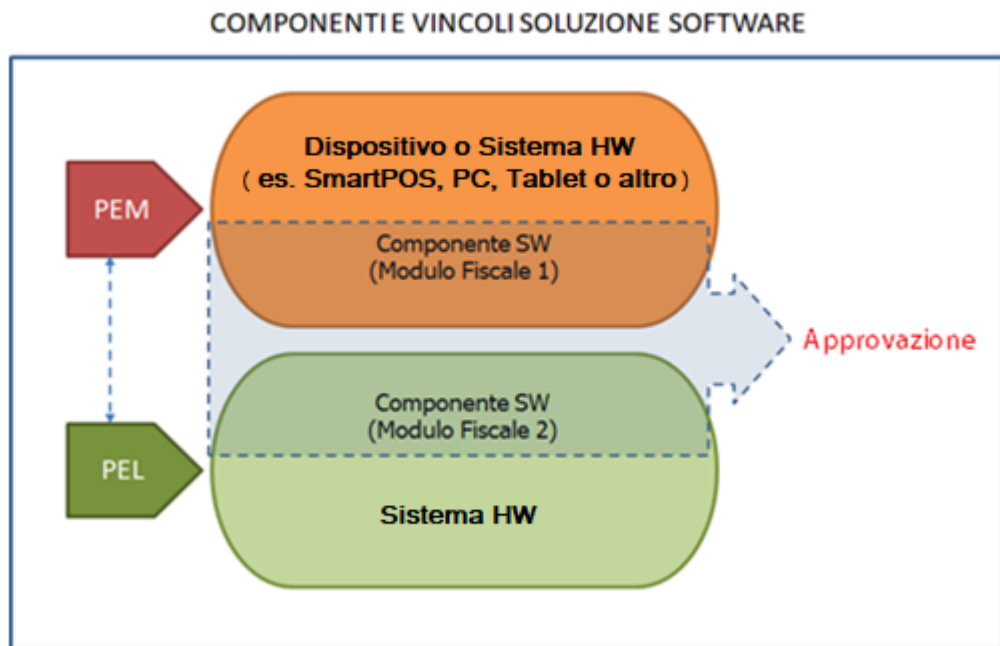 COMPONENTI E VINCOLI SOLUZIONE SOFTWARE
Dispositivo o Sistema HW
( es. SmartPOS, PC, Tablet o altro )
PEM
Componente SW
(Modulo Fiscale 1)
Approvazione
Componente SW
(Modulo Fiscale 2)
PEL
Sistema HW